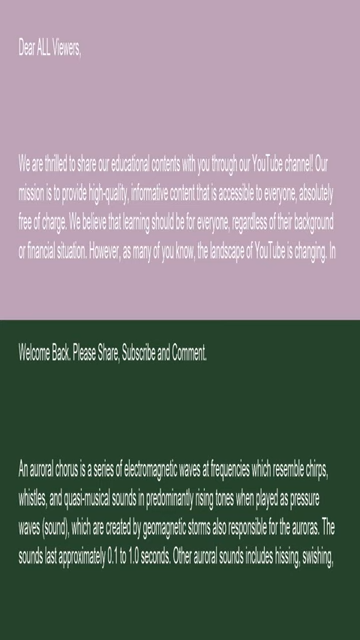 Dear ALL Viewers,
We are thrilled to share our educational contents with you through our YouTube channel! Our
mission is to provide high-quality, informative content that is accessible to everyone, absolutely
free of charge. We believe that learning should be for everyone, regardless of their background
or financial situation. However, as many of you know, the landscape of YouTube is changing. In
Welcome Back. Please Share, Subscribe and Comment.
An auroral chorus is a series of electromagnetic waves at frequencies which resemble chirps,
whistles, and quasi-musical sounds in predominantly rising tones when played as pressure
waves (sound), which are created by geomagnetic storms also responsible for the auroras. The
sounds last approximately 0.1 to 1.0 seconds. Other auroral sounds includes hissing, swishing,